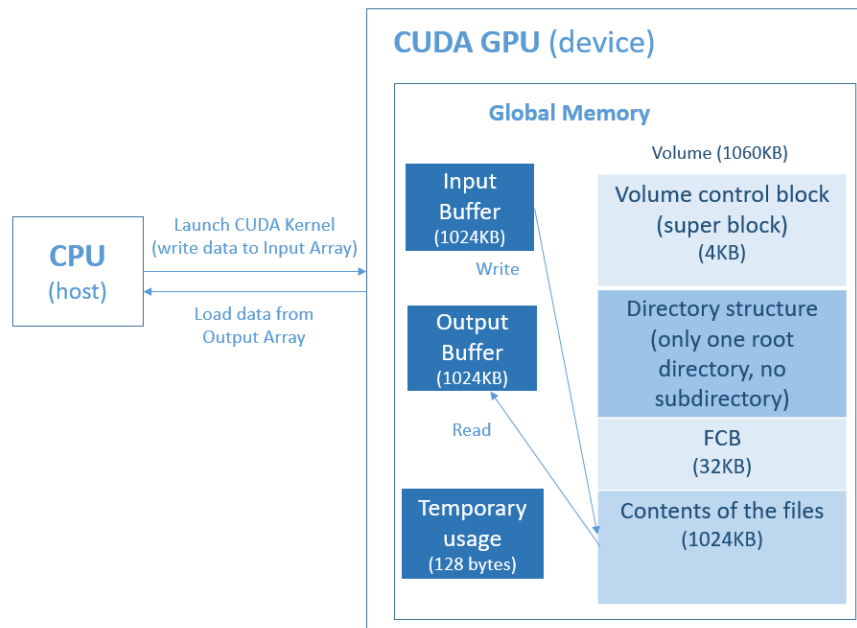 CUDA GPU (device)
Global Memory
Volume (1060KB)
Input
Buffer
(1024KB)
Volume control block
(super block)
(4KB)
Launch CUDA Kernel
(write data to Input Array)
CPU
(host)
Write
Load data from
Output Array
Output
Buffer
(1024KB)
Directory structure
(only one root
directory, no
subdirectory)
Read
FCB
(32KB)
Temporary
usage
(128 bytes)
Contents of the files
(1024KB)